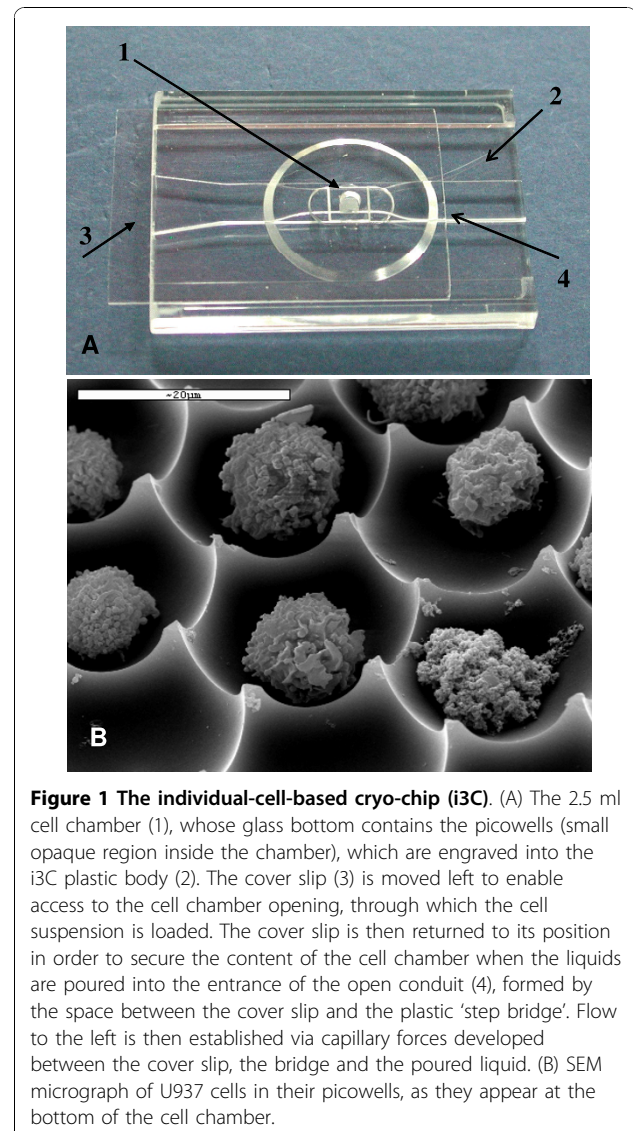 1
2
3
4
A
~20µm
B
Figure 1 The individual-cell-based cryo-chip (i3C). (A) The 2.5 ml
cell chamber (1), whose glass bottom contains the picowells (small
opaque region inside the chamber), which are engraved into the
i3C plastic body (2). The cover slip (3) is moved left to enable
access to the cell chamber opening, through which the cell
suspension is loaded. The cover slip is then returned to its position
in order to secure the content of the cell chamber when the liquids
are poured into the entrance of the open conduit (4), formed by
the space between the cover slip and the plastic ‘step bridge’. Flow
to the left is then established via capillary forces developed
between the cover slip, the bridge and the poured liquid. (B) SEM
micrograph of U937 cells in their picowells, as they appear at the
bottom of the cell chamber.